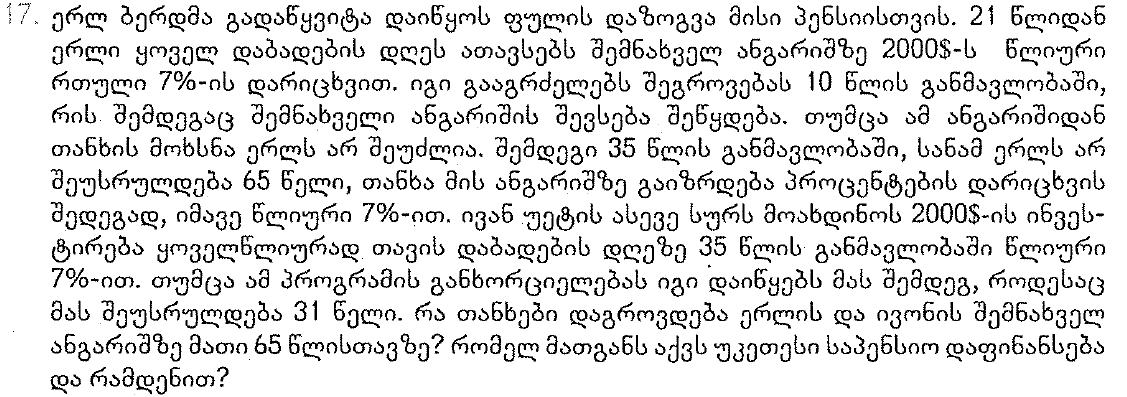 17. ერლ ბერდმა გადაწყვიტა დაიწყოს ფულის დაზოგვა მისი პენსიისთვის. 21 წლიდან
ერლი ყოველ დაბადების დღეს ათავსებს შემნახველ ანგარიშზე 2000$-ს წლიური
რთული 7%-ის დარიცხვით. იგი გააგრძელებს შეგროვებას 10 წლის განმავლობაში,
რის შემდეგაც შემნახველი ანგარიშის შევსება შეწყდება. თუმცა ამ ანგარიშიდან
თანხის მოხსნა ერლს არ შეუძლია. შემდეგი 35 წლის განმავლობაში, სანამ ერლს არ
შეუსრულდება 65 წელი, თანხა მის ანგარიშზე გაიზრდება პროცენტების დარიცხვის
შედეგად, იმავე წლიური 7%-ით. ივან უეტის ასევე სურს მოახდინოს 2000$-ის ინვეს-
ტირება ყოველწლიურად თავის დაბადების დღეზე 35 წლის განმავლობაში წლიური
7%-ით. თუმცა ამ პროგრამის განხორციელებას იგი დაიწყებს მას შემდეგ, როდესაც
მას შეუსრულდება 31 წელი. რა თანხები დაგროვდება ერლის და ივონის შემნახველ
ანგარიშზე მათი 65 წლისთავზე? რომელ მათგანს აქვს უკეთესი საპენსიო დაფინანსება
და რამდენით?